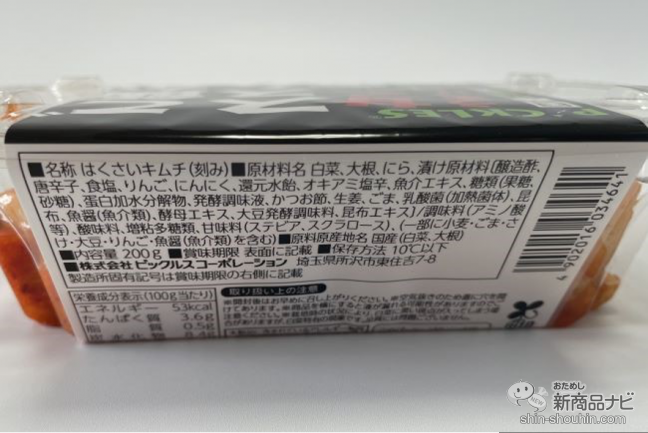 PICKLES
■名称 はくさいキムチ(刻み) ■原材料名 白菜、大根、にら、漬け原材料〔醸造酢、
唐辛子、食塩、りんご、にんにく、還元水飴、オキアミ塩辛、魚介エキス、糖類(果糖、
砂糖)、蛋白加水分解物、発酵調味液、かつお節、生姜、ごま、乳酸菌(加熱菌体)、昆
布、魚醤(魚介類)、酵母エキス、大豆発酵調味料、昆布エキス〕/調味料(アミノ酸
等)、酸味料、増粘多糖類、甘味料(ステビア、スクラロース)、(一部に小麦・ごま・さ
け・大豆・りんご・魚醤(魚介類)を含む) ■原料原産地名 国産(白菜、大根)
■内容量 200g ■賞味期限 表面に記載 ■保存方法 10℃以下
■株式会社ピックルスコーポレーション 埼玉県所沢市東住吉7-8
製造所固有記号は賞味期限の右側に記載
栄養成分表示(100g当たり)
エネルギー 53kcal
たんぱく質 3.6g
脂質 0.5g
炭水化物
取り扱い上の注意
おためし
新商品ナビ
shin-shouhin.com